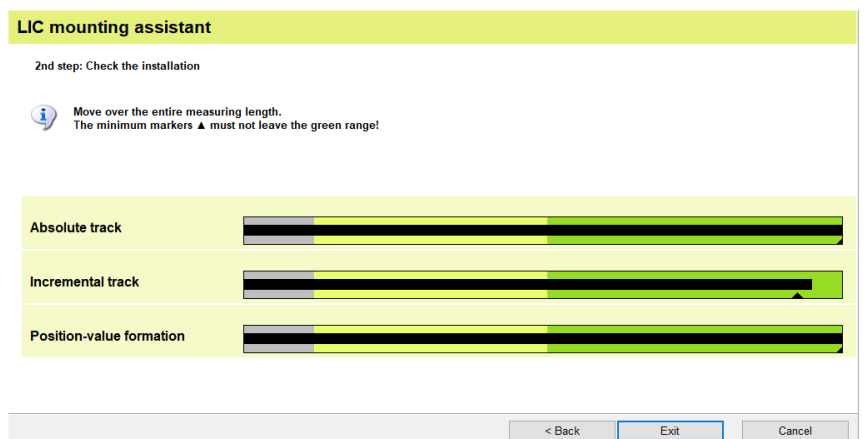 LIC mounting assistant
2nd step: Check the installation
Move over the entire measuring length.
The minimum markers ▲ must not leave the green range!
Absolute track
Incremental track
Position-value formation
< Back
Exit
Cancel